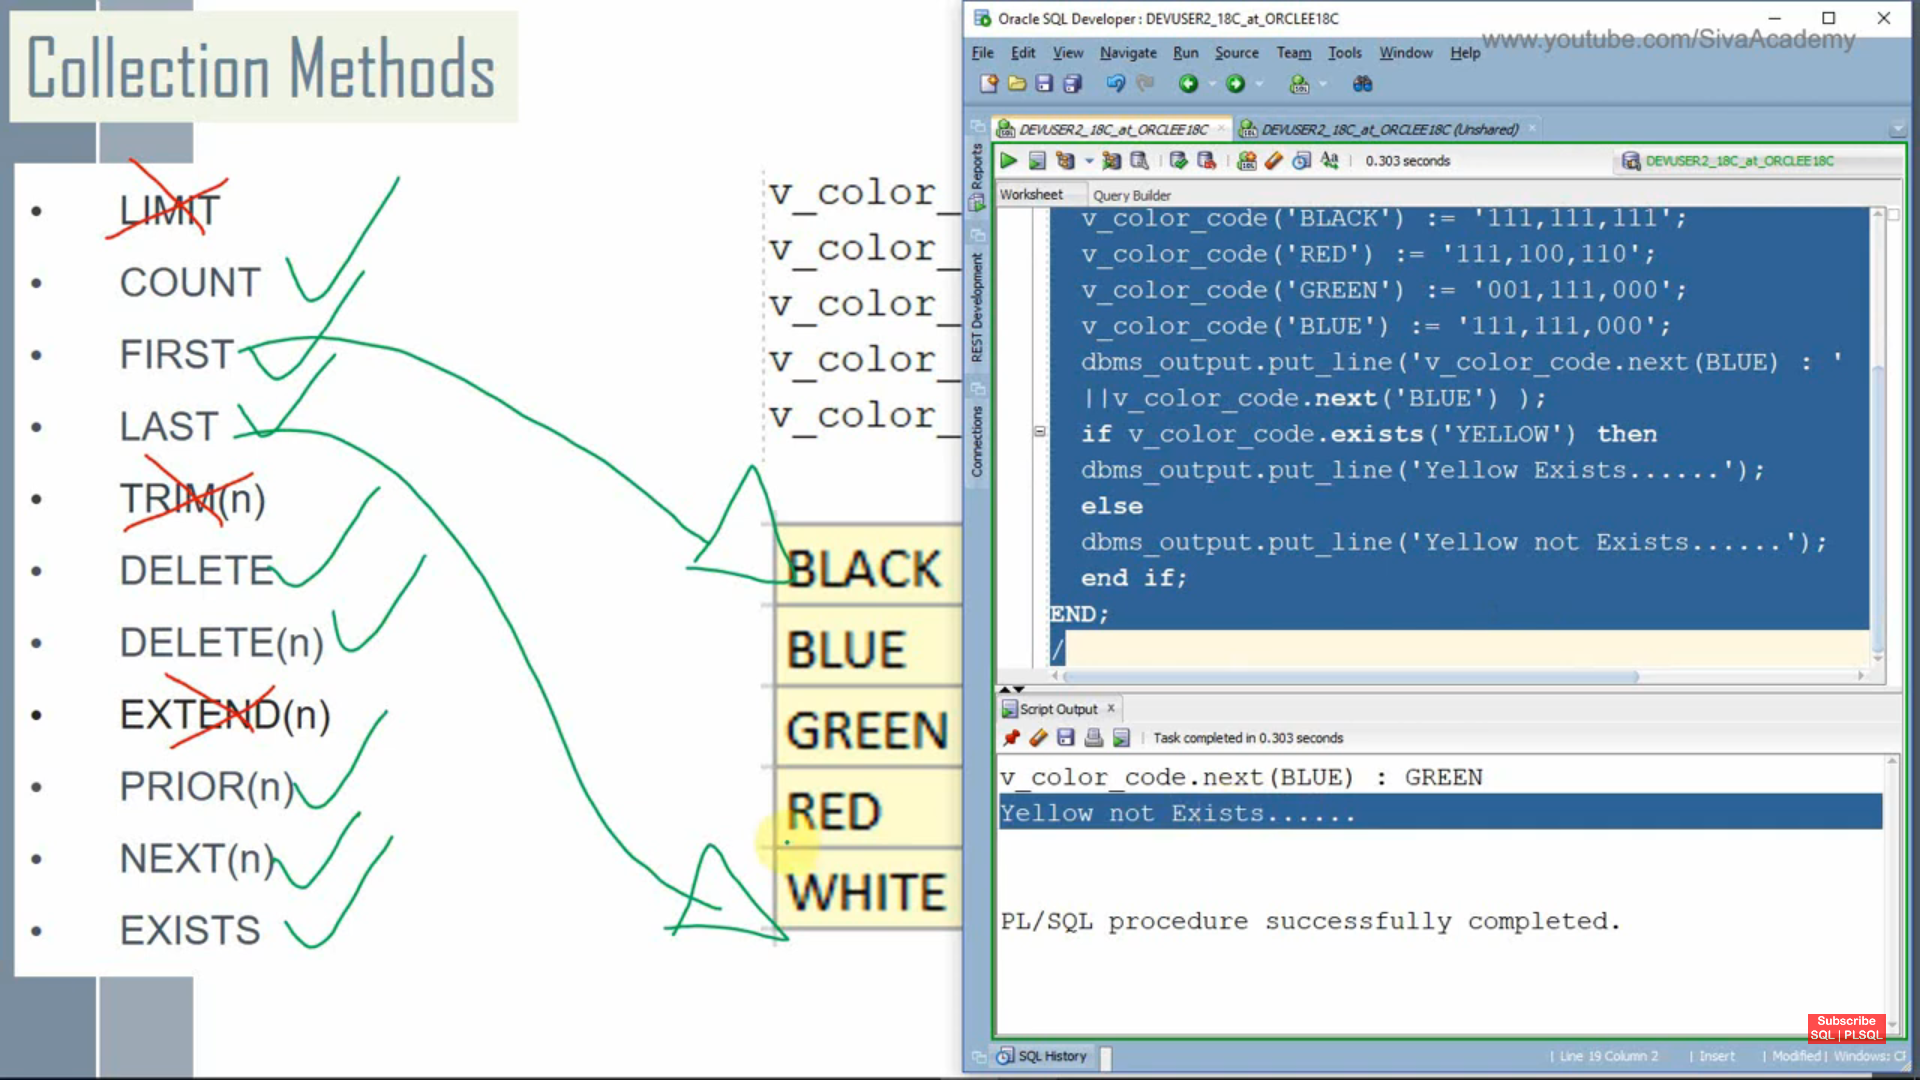 Collection Methods
• LIMIT
• COUNT
• FIRST
• LAST
• TRIM(n)
• DELETE
• DELETE(n)
• EXTEND(n)
• PRIOR(n)
• NEXT(n)
• EXISTS
v_color_
v_color_
v_color_
v_color_
v_color_
BLACK
BLUE
GREEN
RED
WHITE
Oracle SQL Developer : DEVUSER2_18C_at_ORCLEE18C
www.youtube.com/SivaAcademy
File Edit View Navigate Run Source Team Tools Window Help
DEVUSER2_18C_at_ORCLEE18C DEVUSER2_18C_at_ORCLEE18C (Unshared)
0.303 seconds DEVUSER2_18C_at_ORCLEE18C
Reports
REST Development
Connections
Worksheet Query Builder
v_color_code('BLACK') := '111,111,111';
v_color_code('RED') := '111,100,110';
v_color_code('GREEN') := '001,111,000';
v_color_code('BLUE') := '111,111,000';
dbms_output.put_line('v_color_code.next(BLUE) : '
||v_color_code.next('BLUE') );
if v_color_code.exists('YELLOW') then
dbms_output.put_line('Yellow Exists......');
else
dbms_output.put_line('Yellow not Exists......');
end if;
END;
/
Script Output x
Task completed in 0.303 seconds
v_color_code.next(BLUE) : GREEN
Yellow not Exists......
PL/SQL procedure successfully completed.
Subscribe
SQL | PLSQL
SQL History
Line 19 Column 2 | Insert | Modified | Windows: CF